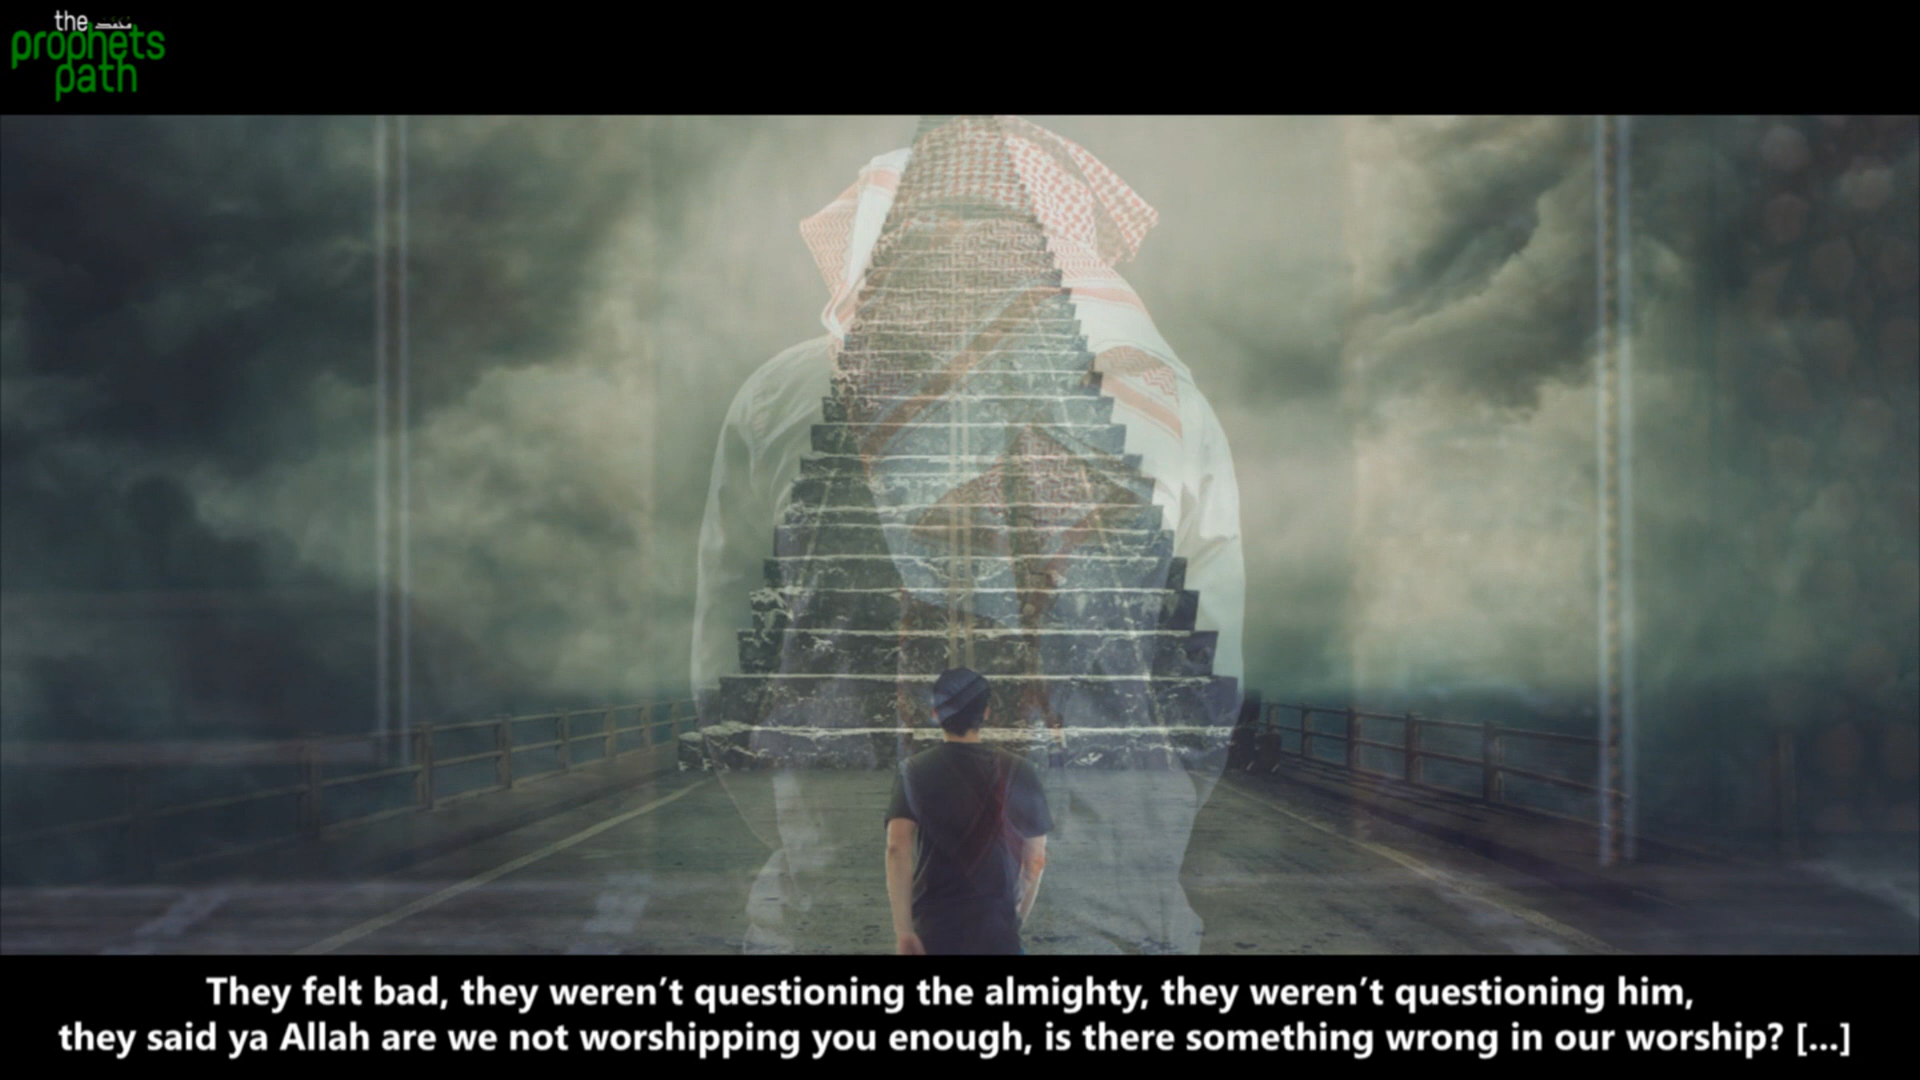 the محمد
prophets
path
They felt bad, they weren’t questioning the almighty, they weren’t questioning him,
they said ya Allah are we not worshipping you enough, is there something wrong in our worship? [...]